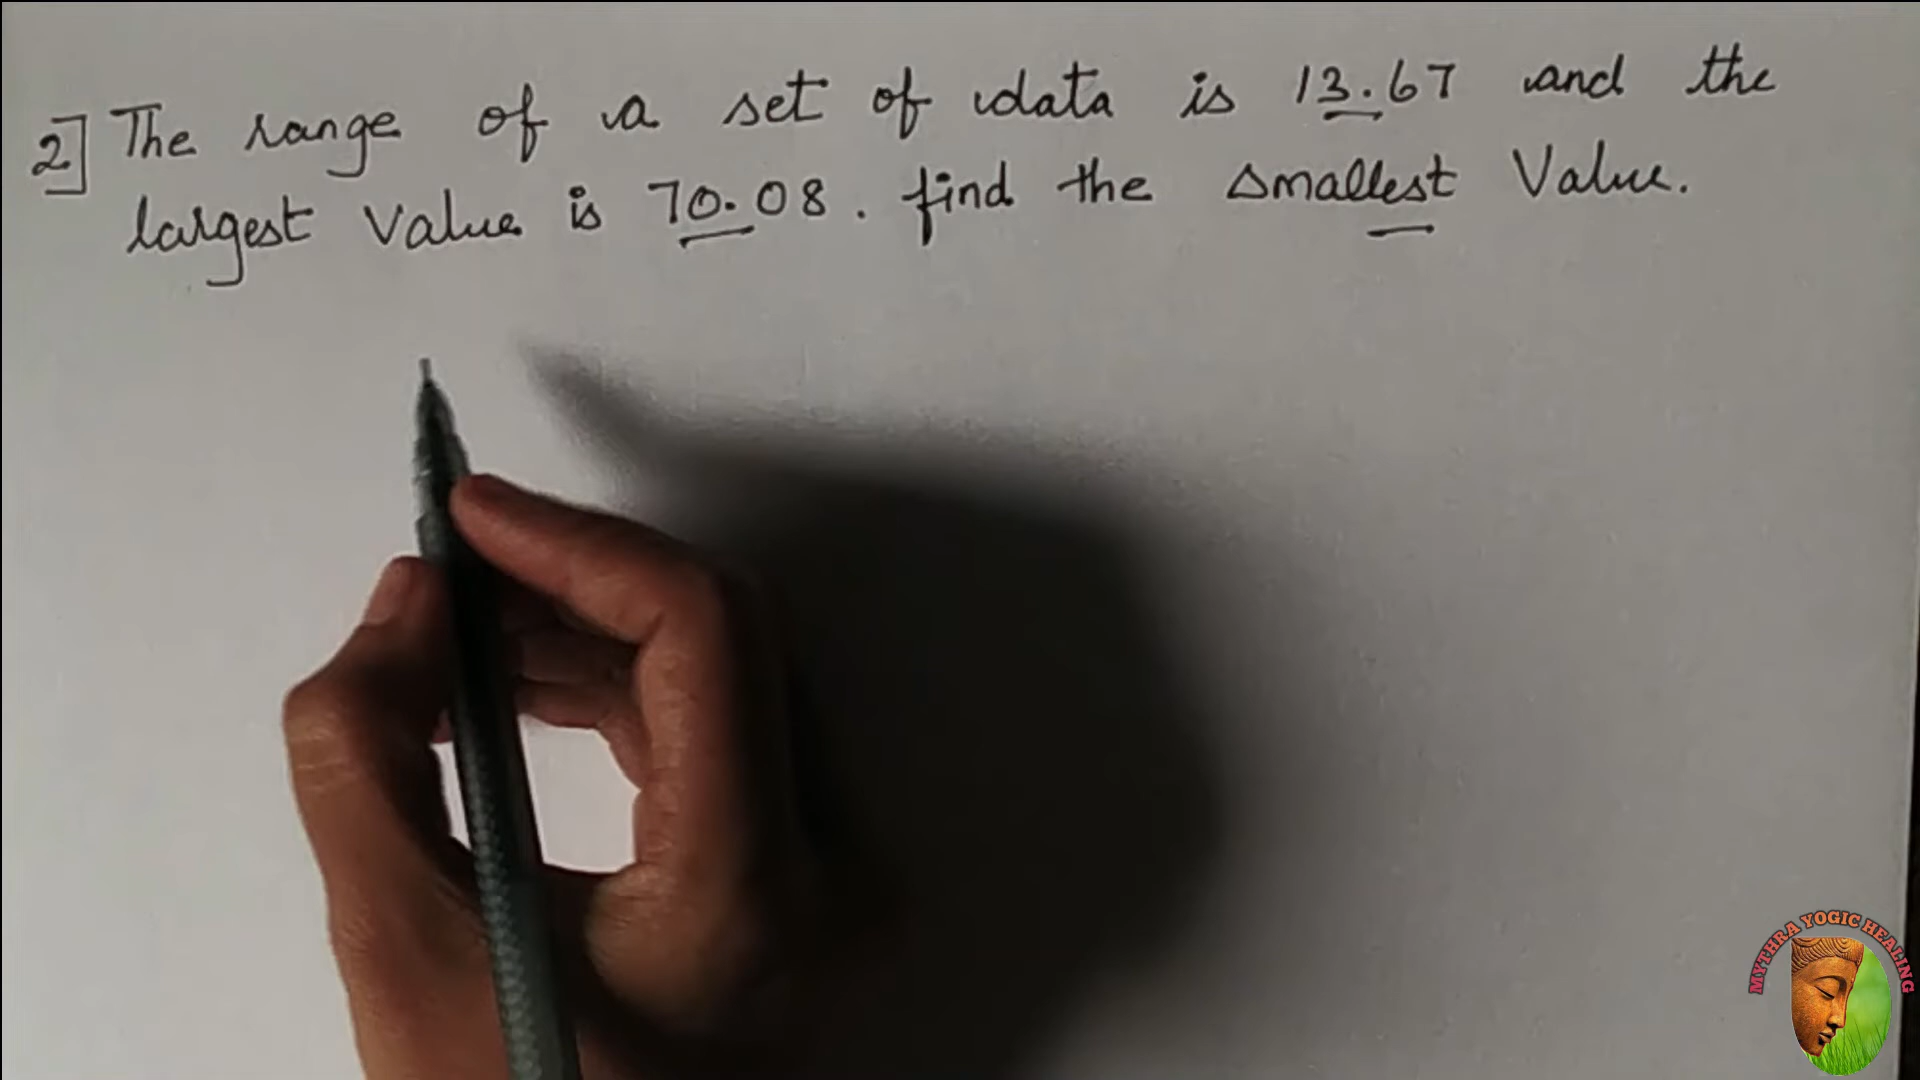 2] The range of a set of data is 13.67 and the
largest value is 70.08. find the smallest Value.
MYTHRA YOGIC HEALING